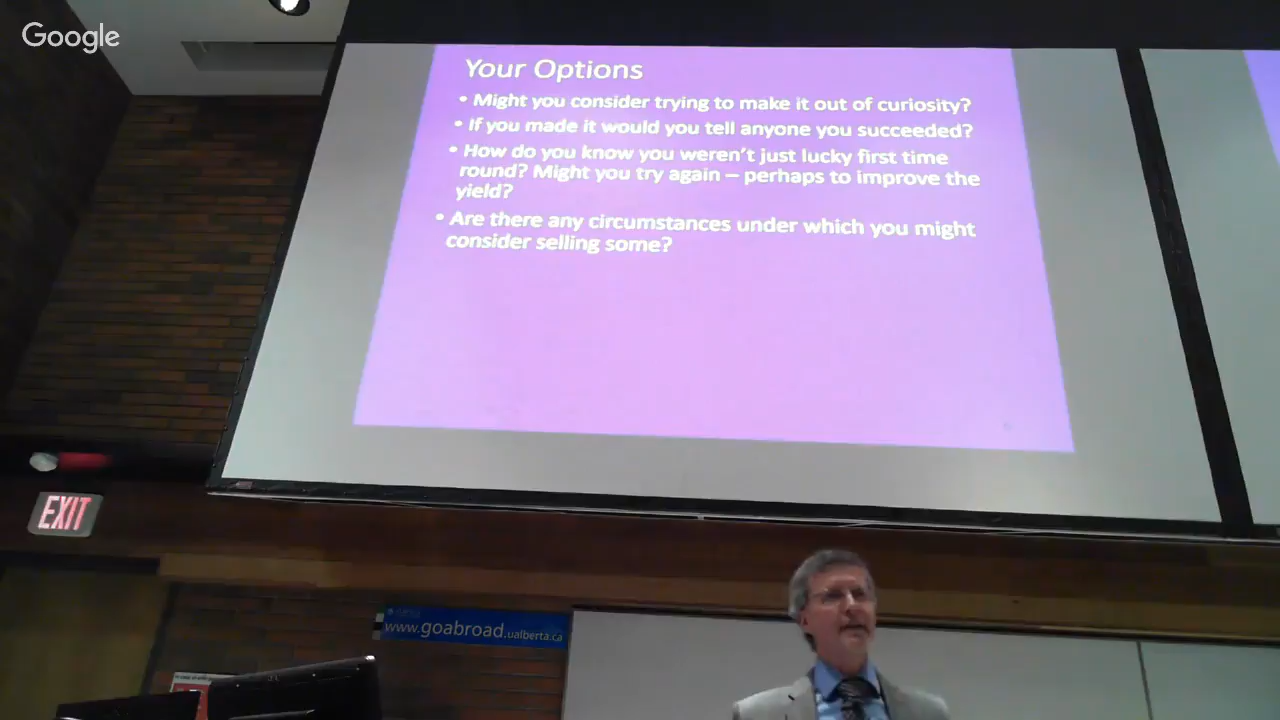 Google
Your Options
• Might you consider trying to make it out of curiosity?
• If you made it would you tell anyone you succeeded?
• How do you know you weren't just lucky first time
round? Might you try again – perhaps to improve the
yield?
• Are there any circumstances under which you might
consider selling some?
EXIT
www.goabroad.ualberta.ca